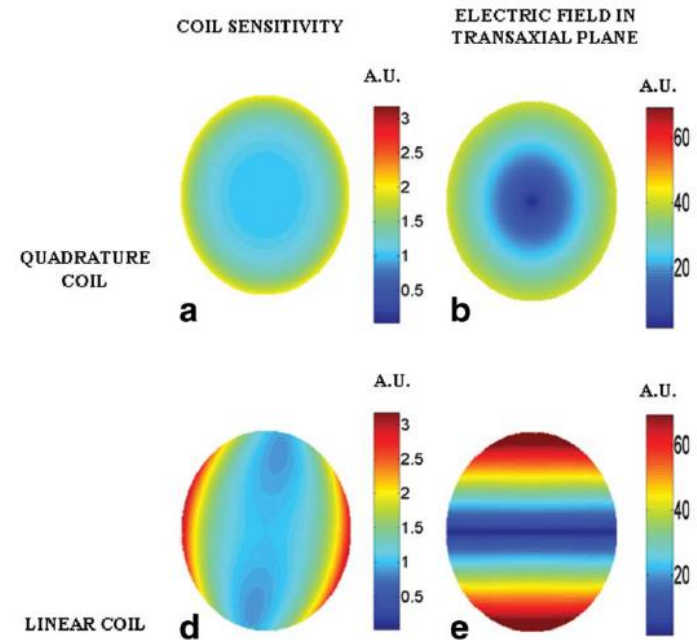 COIL SENSITIVITY
ELECTRIC FIELD IN
TRANSAXIAL PLANE
A.U.
3
2.5
2
1.5
1
0.5
A.U.
60
40
20
QUADRATURE
COIL
a
b
A.U.
3
2.5
2
1.5
1
0.5
A.U.
60
40
20
LINEAR COIL
d
e